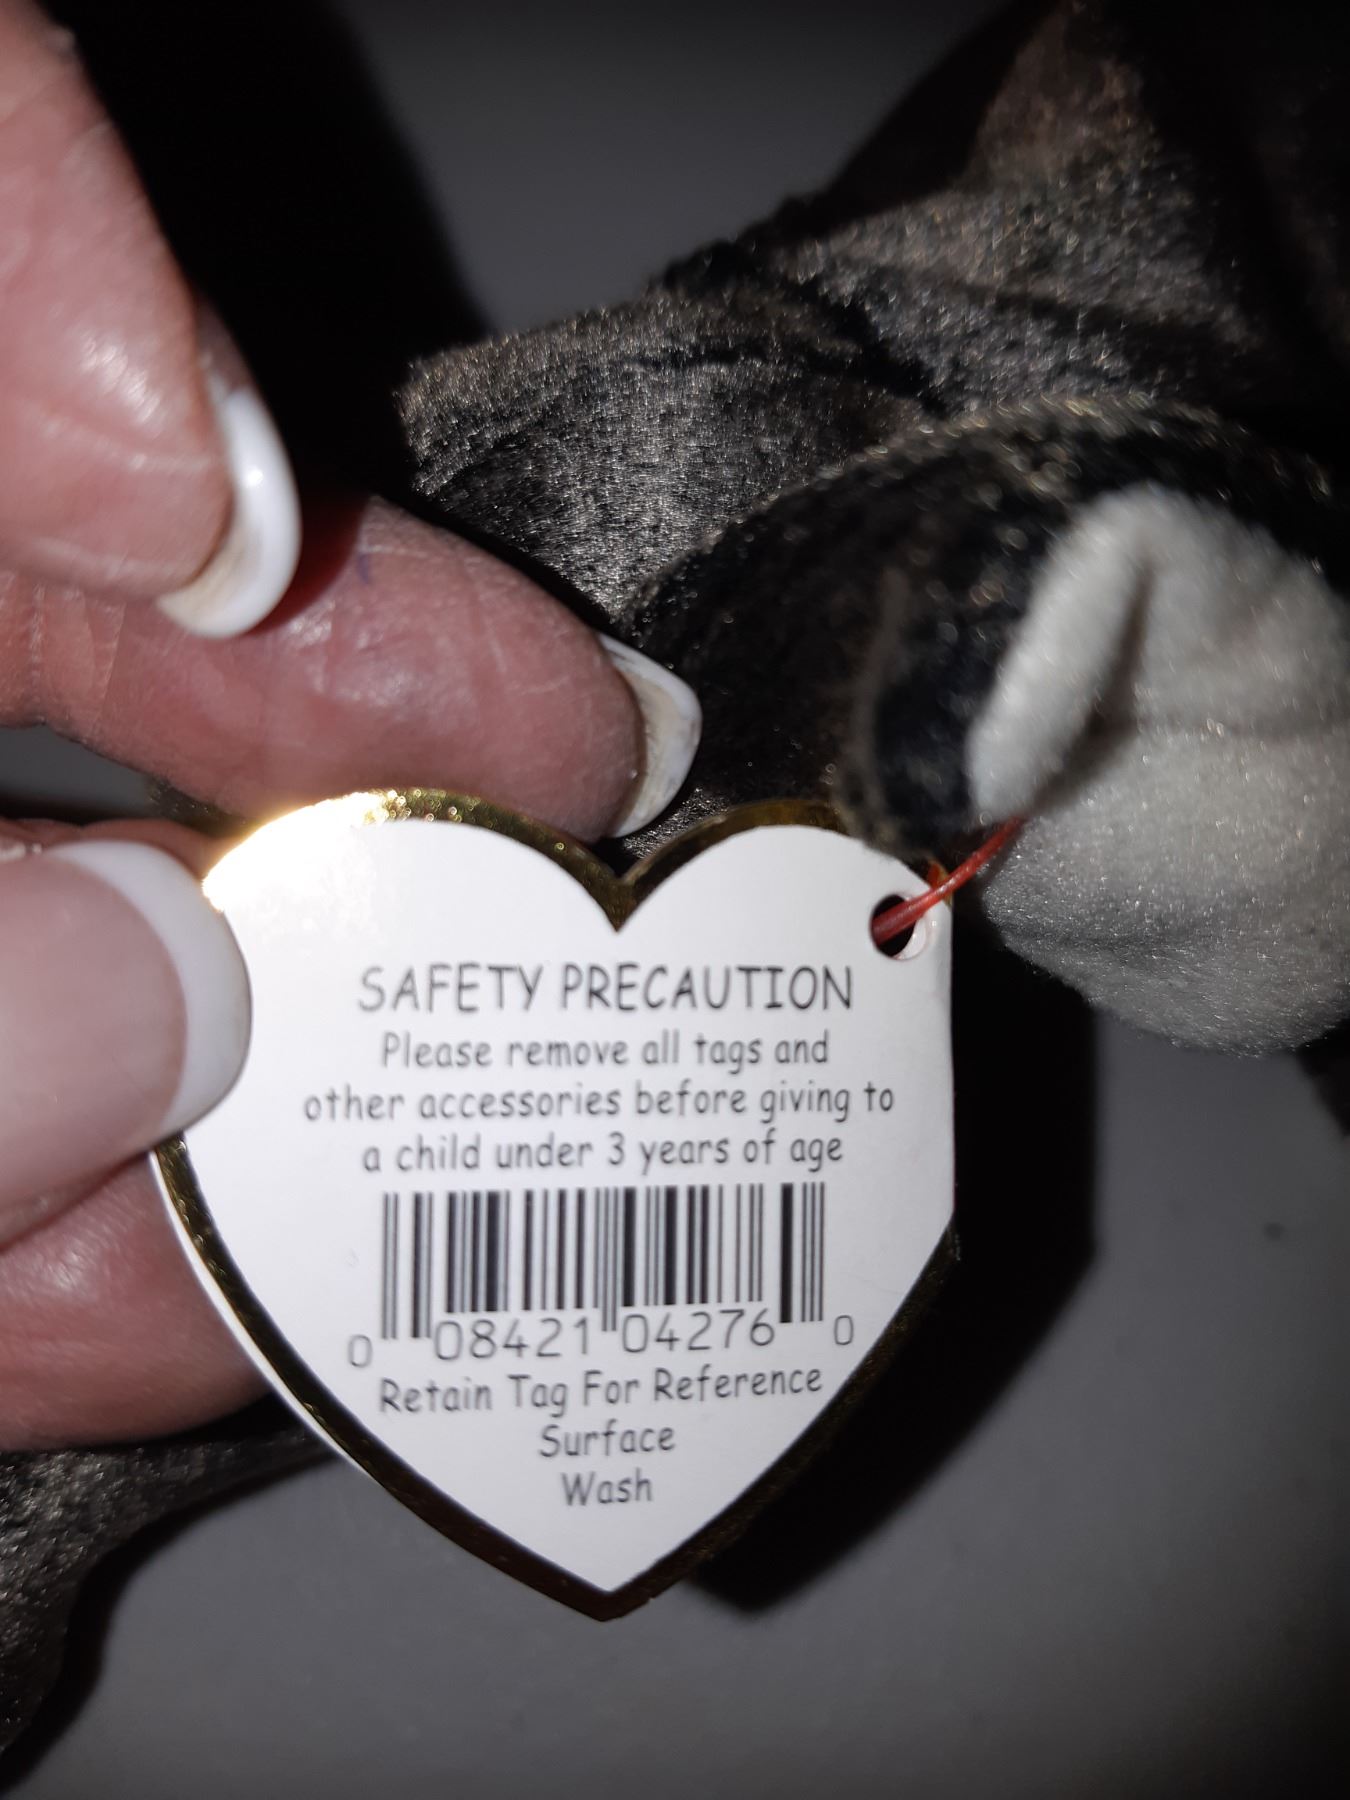 SAFETY PRECAUTION
Please remove all tags and
other accessories before giving to
a child under 3 years of age
0 08421 04276 0
Retain Tag For Reference
Surface
Wash